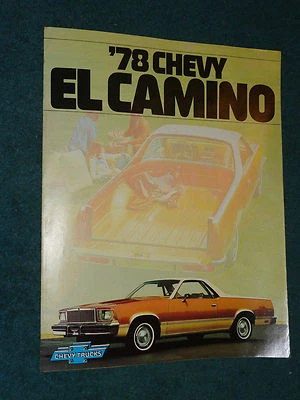 '78 CHEVY
EL CAMINO
CHEVY TRUCKS